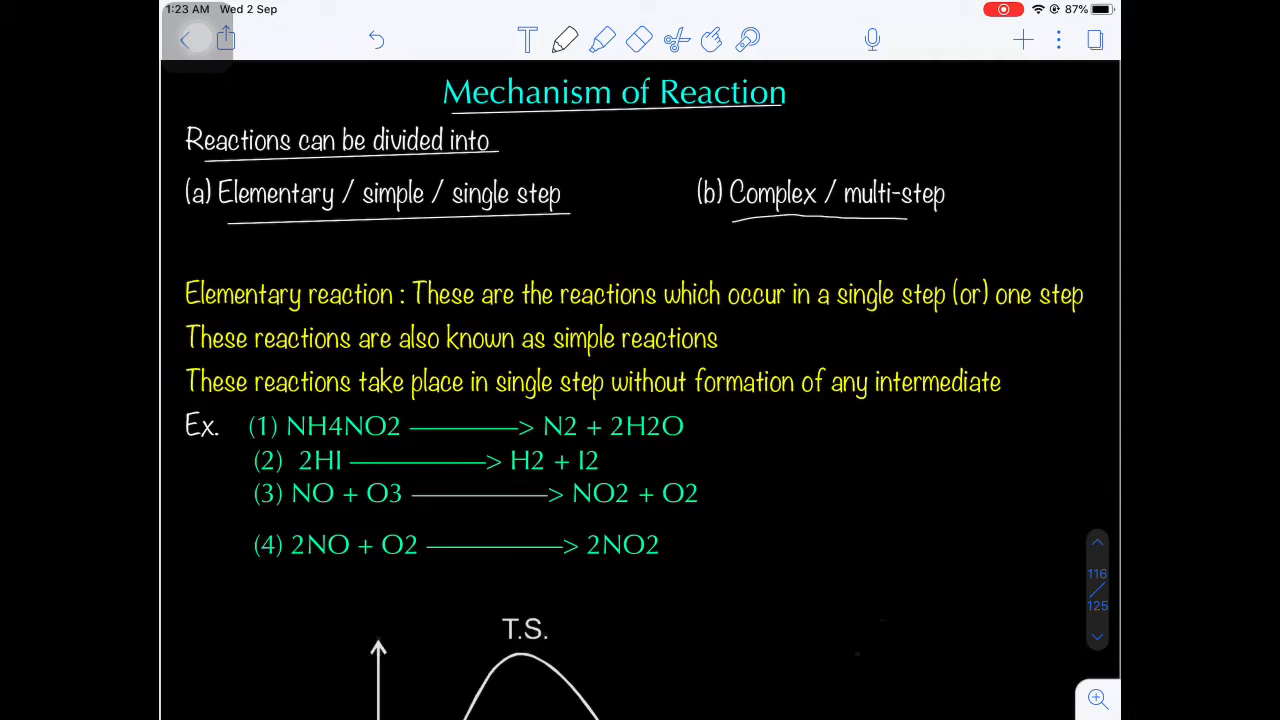 1:23 AM Wed 2 Sep
87%
T
Mechanism of Reaction
Reactions can be divided into
(a) Elementary / simple / single step (b) Complex / multi-step
Elementary reaction : These are the reactions which occur in a single step (or) one step
These reactions are also known as simple reactions
These reactions take place in single step without formation of any intermediate
Ex. (1) NH4NO2 ————> N2 + 2H2O
(2) 2HI —————> H2 + I2
(3) NO + O3 —————> NO2 + O2
(4) 2NO + O2 —————> 2NO2
116
/
125
T.S.